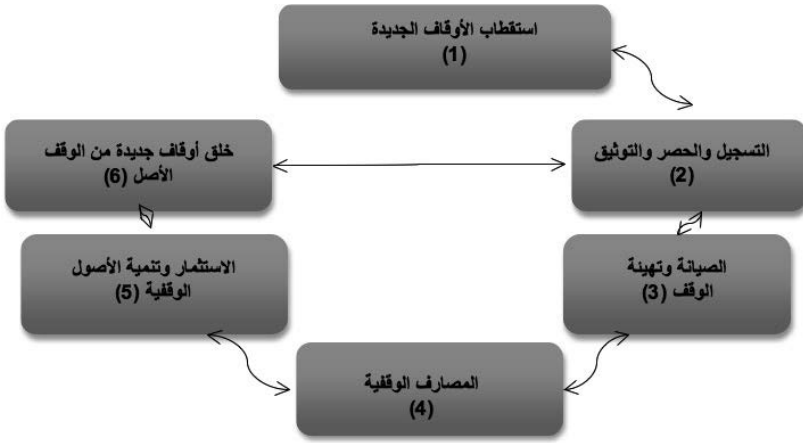 استقطاب الأوقاف الجديدة
(1)
التسجيل والحصر والتوثيق
(2)
الصيانة وتهيئة
الوقف (3)
المصارف الوقفية
(4)
الاستثمار وتنمية الأصول
الوقفية (5)
خلق أوقاف جديدة من الوقف
الأصل (6)